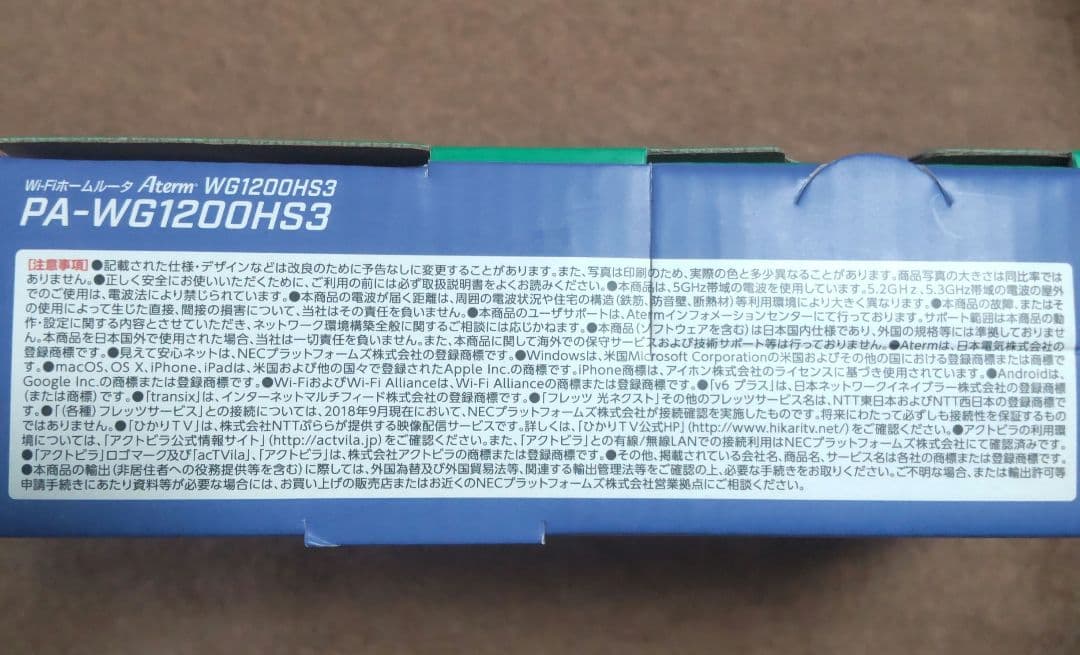 Wi-Fiホームルータ Aterm WG1200HS3
PA-WG1200HS3
[注意事項]●記載された仕様・デザインなどは改良のために予告なしに変更することがあります。また、写真は印刷のため、実際の色と多少異なることがあります。商品写真の大きさは同比率では
ありません。●正しく安全にお使いいただくために、ご利用の前には必ず取扱説明書をよくお読みください。●本商品は、5GHz帯域の電波を使用しています。5.2GHz、5.3GHz帯域の電波の屋外
でのご使用は、電波法により禁じられています。●本商品の電波が届く距離は、周囲の電波状況や住宅の構造(鉄筋、防音壁、断熱材)等利用環境により大きく異なります。●本商品の故障、またはそ
の使用によって生じた直接、間接の損害について、当社はその責任を負いません。●本商品のユーザサポートは、Atermインフォメーションセンターにて行っております。サポート範囲は本商品の動
作・設定に関する内容とさせていただき、ネットワーク環境構築全般に関するご相談には応じかねます。●本商品(ソフトウェアを含む)は日本国内仕様であり、外国の規格等には準拠しておりませ
ん。本商品を日本国外で使用された場合、当社は一切責任を負いません。また、本商品に関して海外での保守サービスおよび技術サポート等は行っておりません。●Atermは、日本電気株式会社の
登録商標です。●見えて安心ネットは、NECプラットフォームズ株式会社の登録商標です。●Windowsは、米国Microsoft Corporationの米国およびその他の国における登録商標または商標で
す。●macOS、OS X、iPhone、iPadは、米国および他の国々で登録されたApple Inc.の商標です。iPhone商標は、アイホン株式会社のライセンスに基づき使用されています。●Androidは、
Google Inc.の商標または登録商標です。●Wi-FiおよびWi-Fi Allianceは、Wi-Fi Allianceの商標または登録商標です。●「v6 プラス」は、日本ネットワークイネイブラー株式会社の登録商標
(または商標)です。●「transix」は、インターネットマルチフィード株式会社の登録商標です。●「フレッツ 光ネクスト」その他のフレッツサービス名は、NTT東日本およびNTT西日本の登録商標
です。●「(各種)フレッツサービス」との接続については、2018年9月現在において、NECプラットフォームズ株式会社が接続確認を実施したものです。将来にわたって必ずしも接続性を保証するもの
ではありません。●「ひかりTV」は、株式会社NTTぷららが提供する映像配信サービスです。詳しくは、「ひかりTV公式HP」(http://www.hikaritv.net/)をご確認ください。●アクトビラの利用環
境については、「アクトビラ公式情報サイト」(http://actvila.jp)をご確認ください。また、アクトビラ」との有線/無線LANでの接続利用はNECプラットフォームズ株式会社にて確認済みです。
●「アクトビラ」ロゴマーク及び「acTVila」、「アクトビラ」は、株式会社アクトビラの商標または登録商標です。●その他、掲載されている会社名、商品名、サービス名は各社の商標または登録商標です。
●本商品の輸出(非居住者への役務提供等を含む)に際しては、外国為替及び外国貿易法等、関連する輸出管理法等をご確認の上、必要な手続きをお取りください。ご不明な場合、または輸出許可等
申請手続きにあたり資料等が必要な場合には、お買い上げの販売店またはお近くのNECプラットフォームズ株式会社営業拠点にご相談ください。